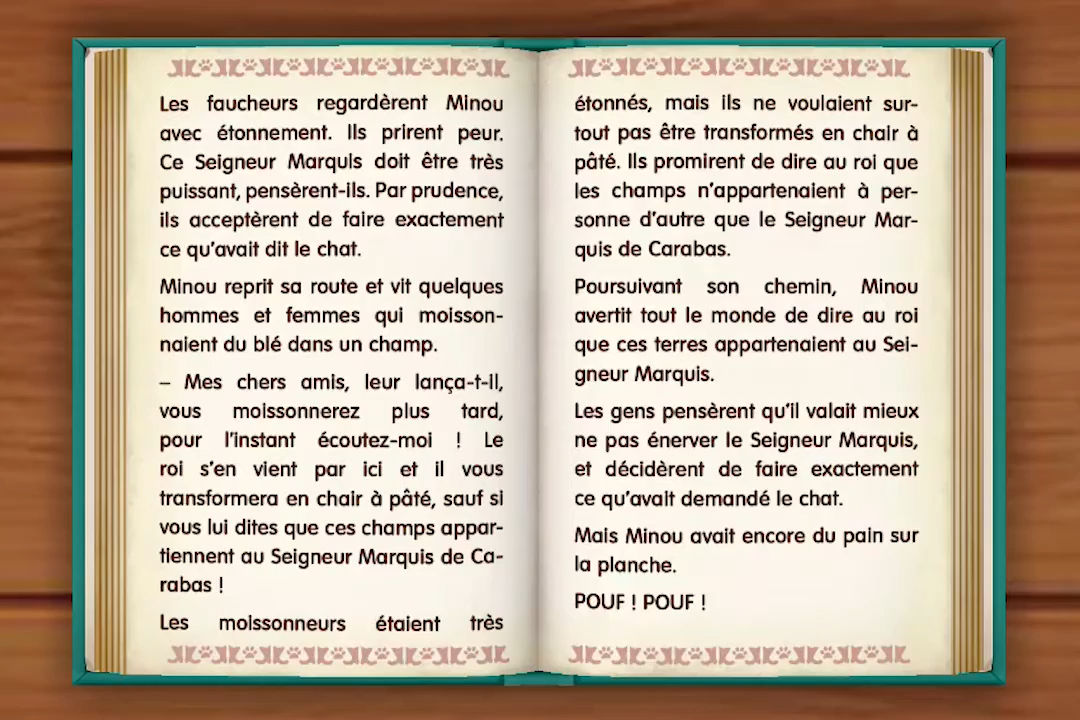 Les faucheurs regardèrent Minou
avec étonnement. Ils prirent peur.
Ce Seigneur Marquis doit être très
puissant, pensèrent-ils. Par prudence,
ils acceptèrent de faire exactement
ce qu'avait dit le chat.
Minou reprit sa route et vit quelques
hommes et femmes qui moisson-
naient du blé dans un champ.
– Mes chers amis, leur lança-t-il,
vous moissonnerez plus tard,
pour l'instant écoutez-moi ! Le
roi s'en vient par ici et il vous
transformera en chair à pâté, sauf si
vous lui dites que ces champs appar-
tiennent au Seigneur Marquis de Ca-
rabas !
Les moissonneurs étaient très
étonnés, mais ils ne voulaient sur-
tout pas être transformés en chair à
pâté. Ils promirent de dire au roi que
les champs n'appartenaient à per-
sonne d'autre que le Seigneur Mar-
quis de Carabas.
Poursuivant son chemin, Minou
avertit tout le monde de dire au roi
que ces terres appartenaient au Sei-
gneur Marquis.
Les gens pensèrent qu'il valait mieux
ne pas énerver le Seigneur Marquis,
et décidèrent de faire exactement
ce qu'avait demandé le chat.
Mais Minou avait encore du pain sur
la planche.
POUF ! POUF !